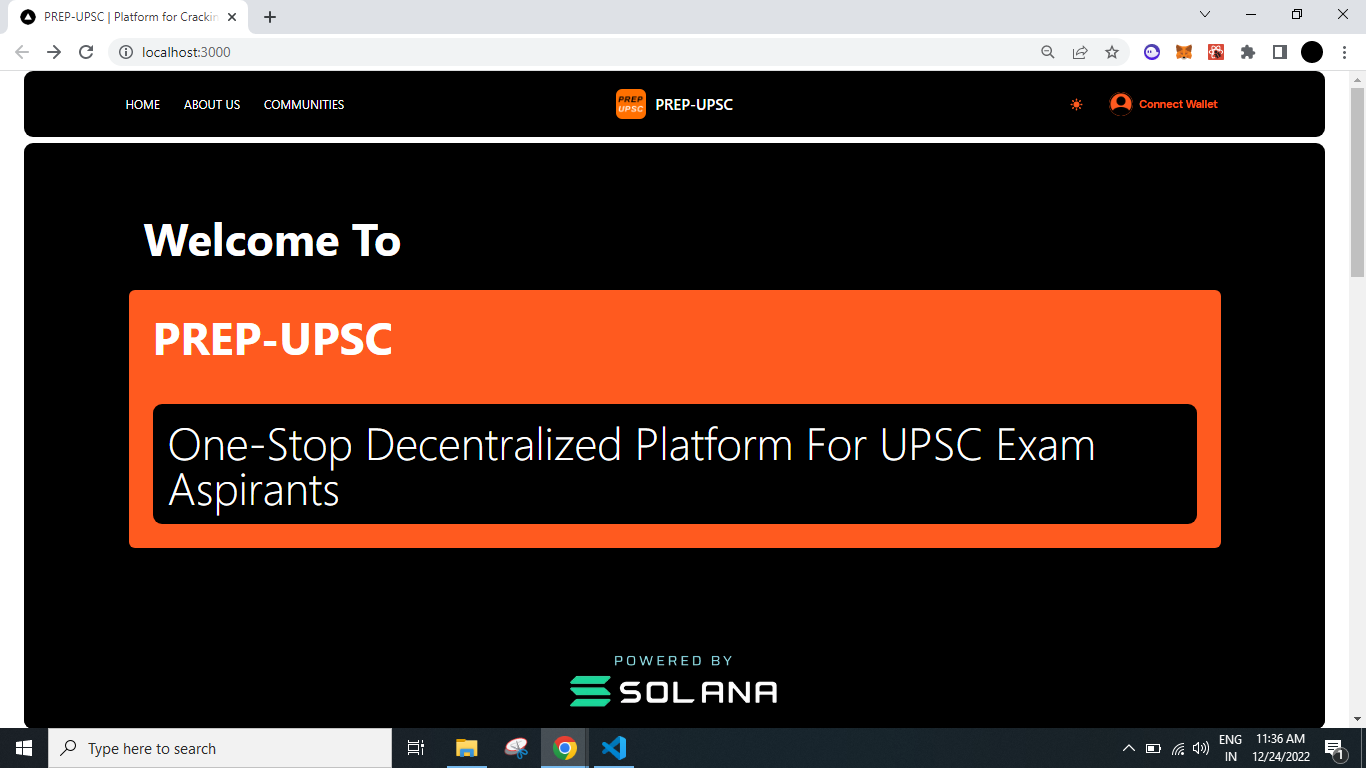 PREP-UPSC | Platform for Crackin
localhost:3000
HOME ABOUT US COMMUNITIES
PREP UPSC
PREP-UPSC
Connect Wallet
Welcome To
PREP-UPSC
One-Stop Decentralized Platform For UPSC Exam
Aspirants
POWERED BY
SOLANA
Type here to search
ENG
IN
11:36 AM
12/24/2022
1